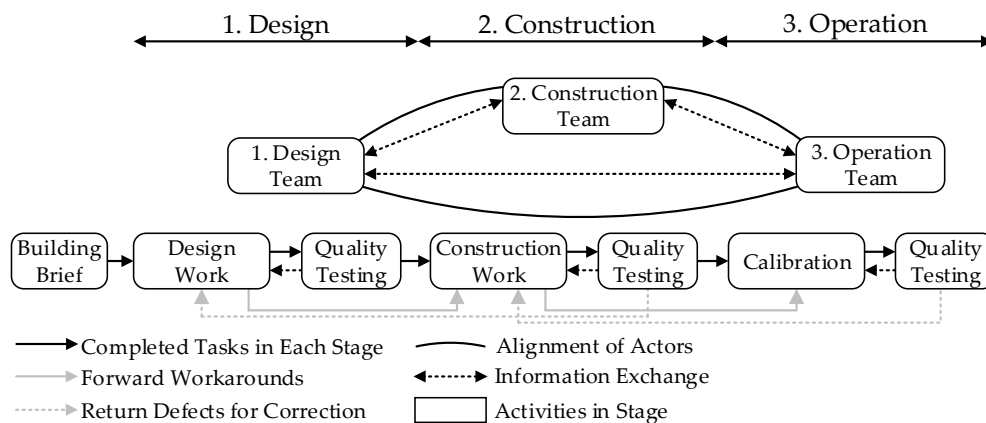 1. Design
2. Construction
3. Operation
2. Construction
Team
1. Design
Team
3. Operation
Team
Building
Brief
Design
Work
Quality
Testing
Construction
Work
Quality
Testing
Calibration
Quality
Testing
Completed Tasks in Each Stage
Alignment of Actors
Forward Workarounds
Information Exchange
Return Defects for Correction
Activities in Stage